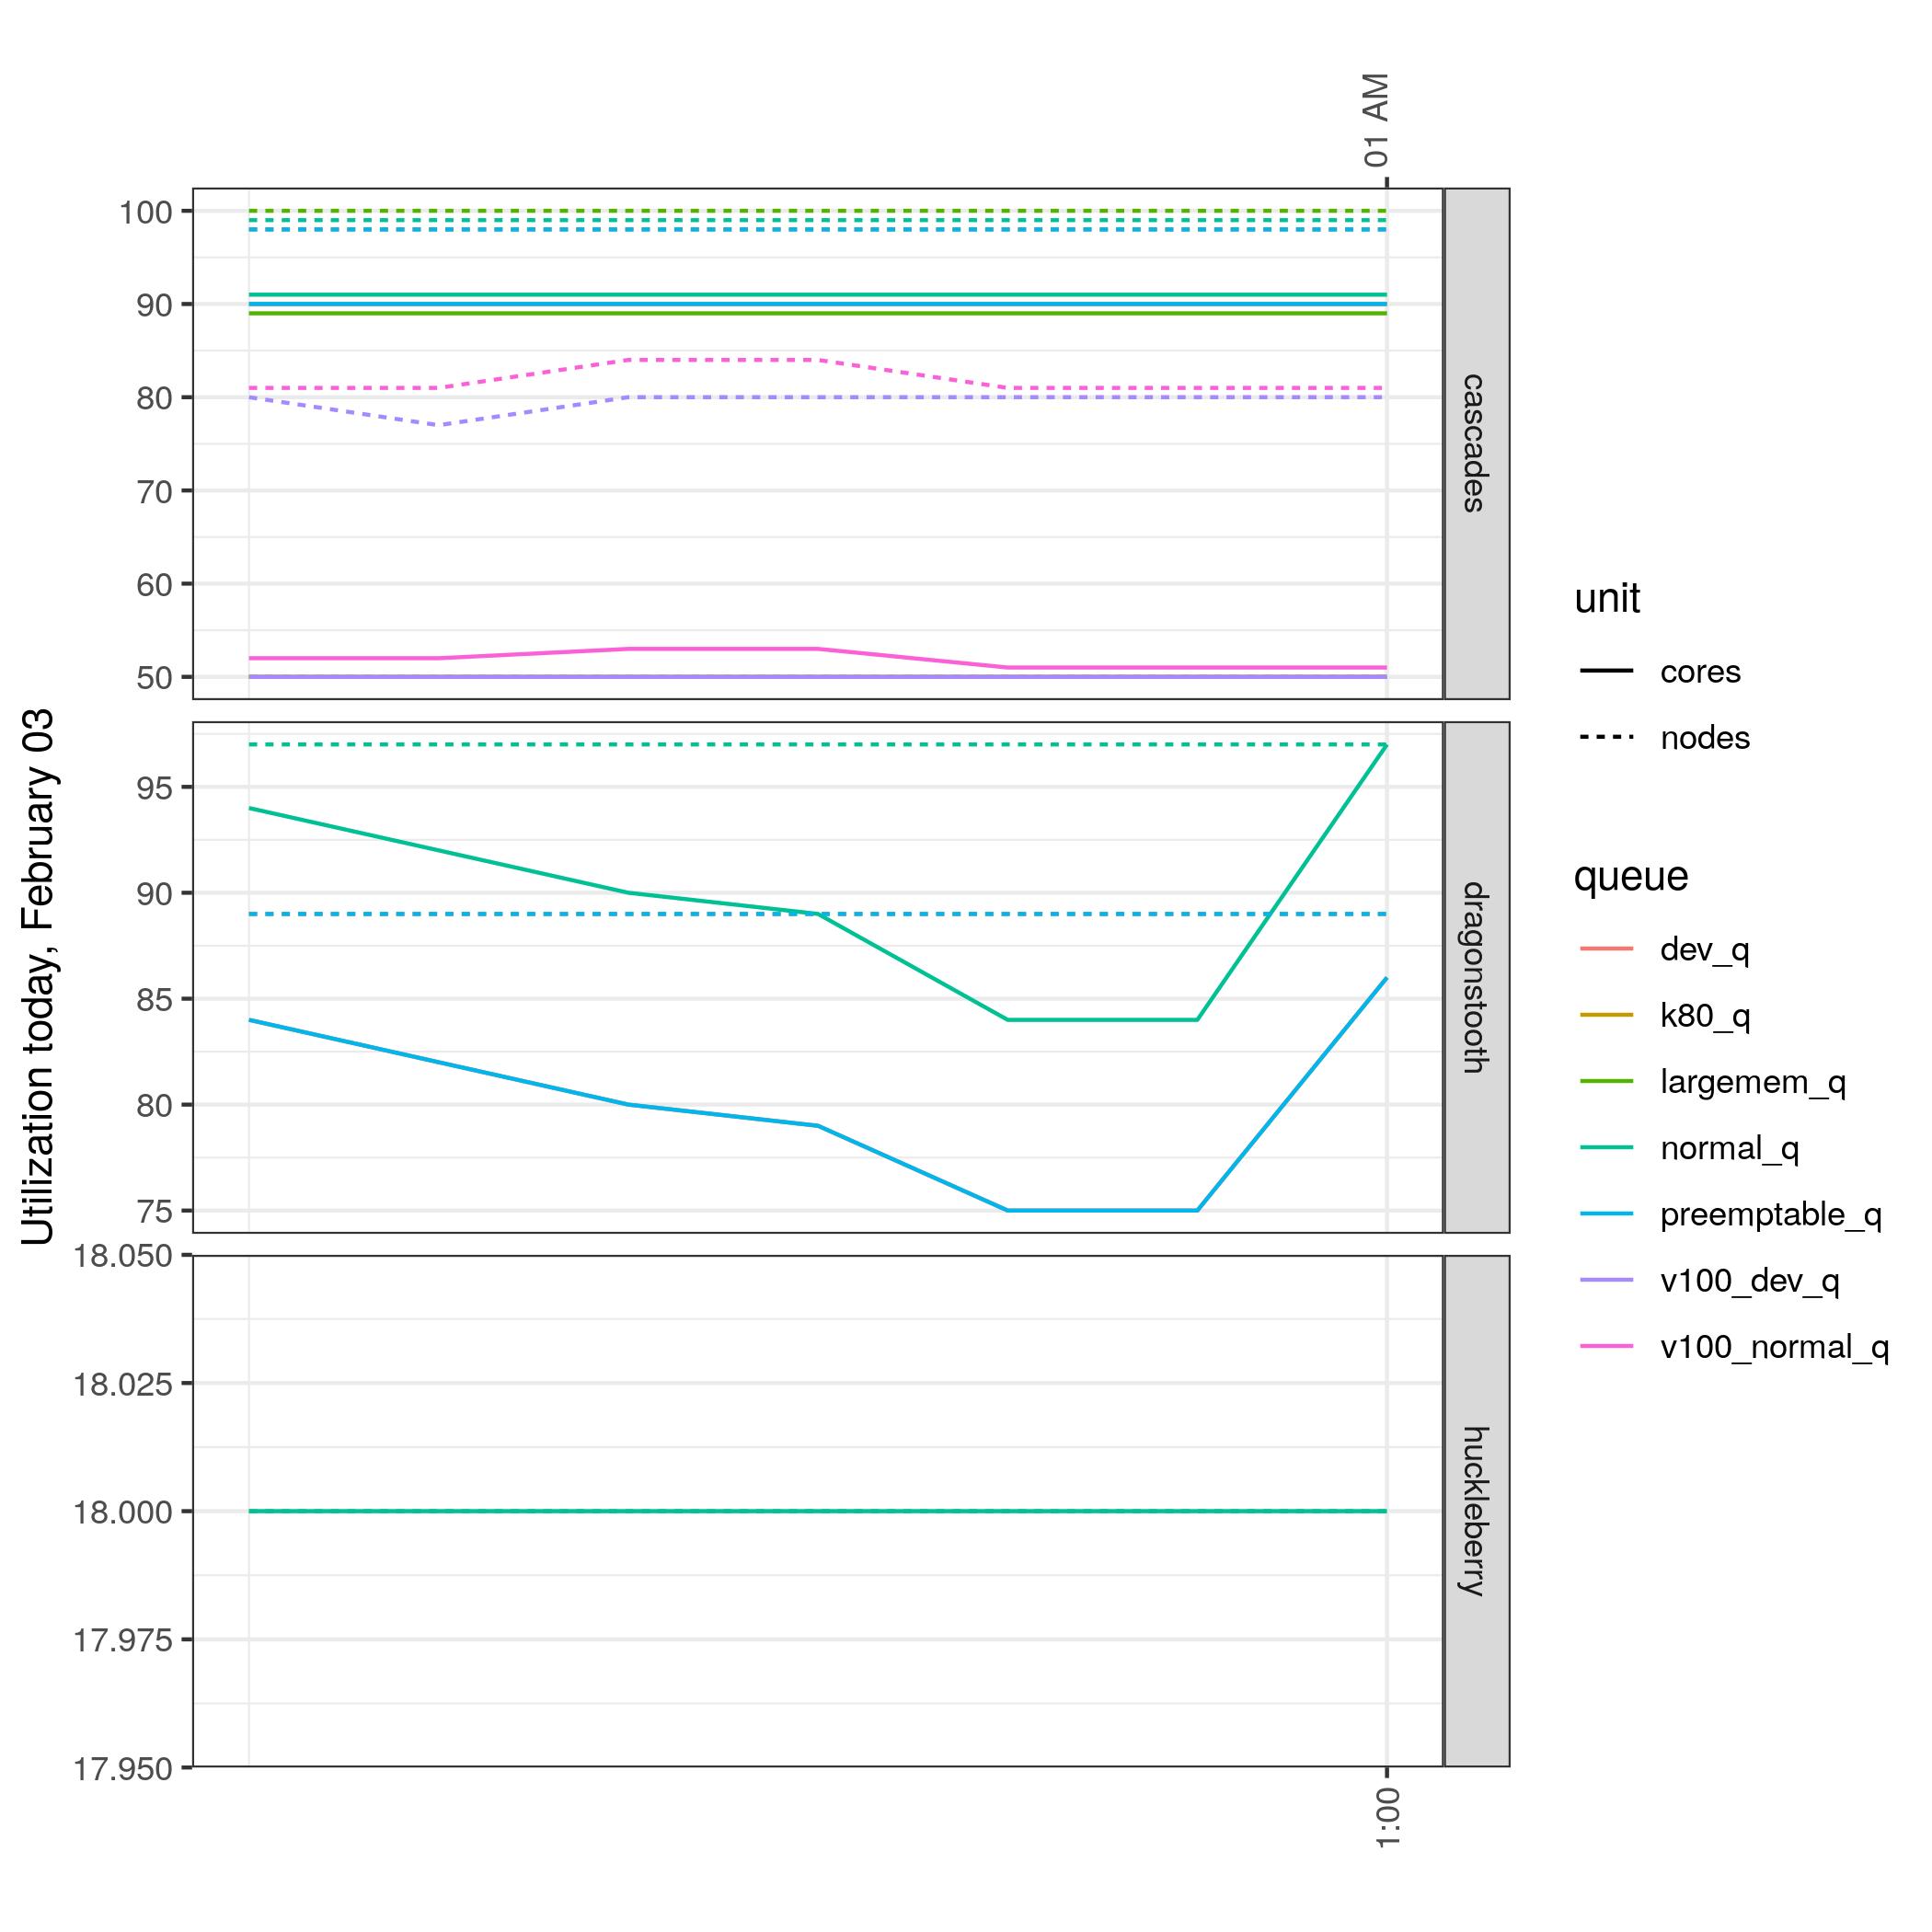 01 AM
100
90
80
70
60
50
cascades
95
90
85
80
75
dragonstooth
18.050
18.025
18.000
17.975
17.950
huckleberry
1:00
Utilization today, February 03
unit
cores
nodes
queue
dev_q
k80_q
largemem_q
normal_q
preemptable_q
v100_dev_q
v100_normal_q